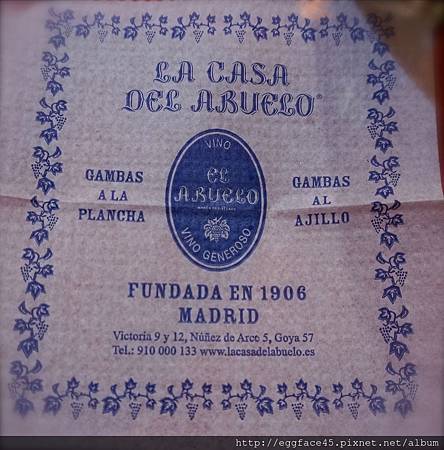 LA CASA
DEL ABUELO®
GAMBAS
A LA
PLANCHA
VINO
EL
ABUELO
VINO GENEROSO
GAMBAS
AL
AJILLO
FUNDADA EN 1906
MADRID
Victoria 9 y 12, Núñez de Arce 5, Goya 57
Tel.: 910 000 133 www.lacasadelabuelo.es
http://eggface45.pixnet.net/album